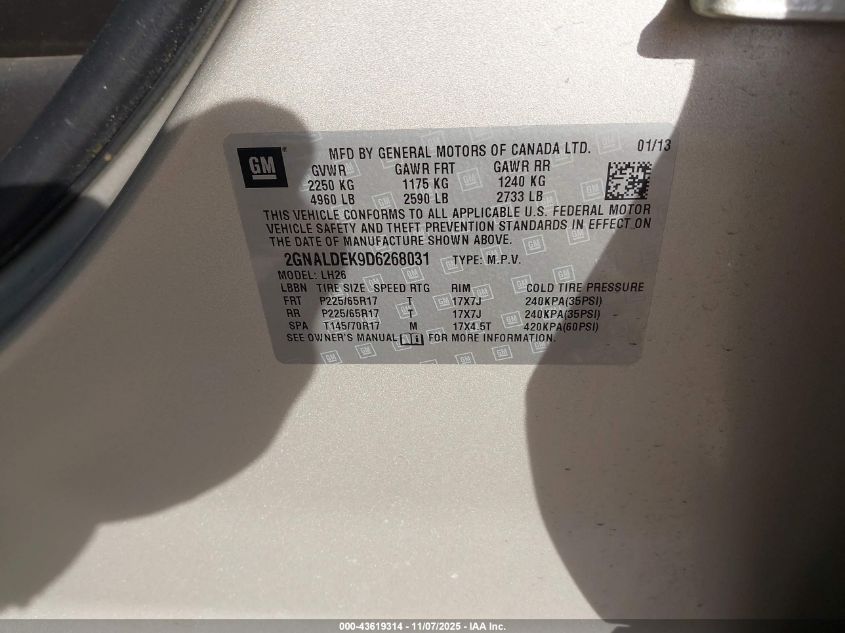 GM
MFD BY GENERAL MOTORS OF CANADA LTD. 01/13
GVWR GAWR FRT GAWR RR
2250 KG 1175 KG 1240 KG
4960 LB 2590 LB 2733 LB
THIS VEHICLE CONFORMS TO ALL APPLICABLE U.S. FEDERAL MOTOR
VEHICLE SAFETY AND THEFT PREVENTION STANDARDS IN EFFECT ON
THE DATE OF MANUFACTURE SHOWN ABOVE.
2GNALDEK9D6268031 TYPE: M.P.V.
MODEL: LH26
LBBN TIRE SIZE SPEED RTG RIM COLD TIRE PRESSURE
FRT P225/65R17 T 17X7J 240KPA(35PSI)
RR P225/65R17 T 17X7J 240KPA(35PSI)
SPA T145/70R17 M 17X4.5T 420KPA(60PSI)
SEE OWNER'S MANUAL FOR MORE INFORMATION.
000-43619314 - 11/07/2025 - IAA Inc.